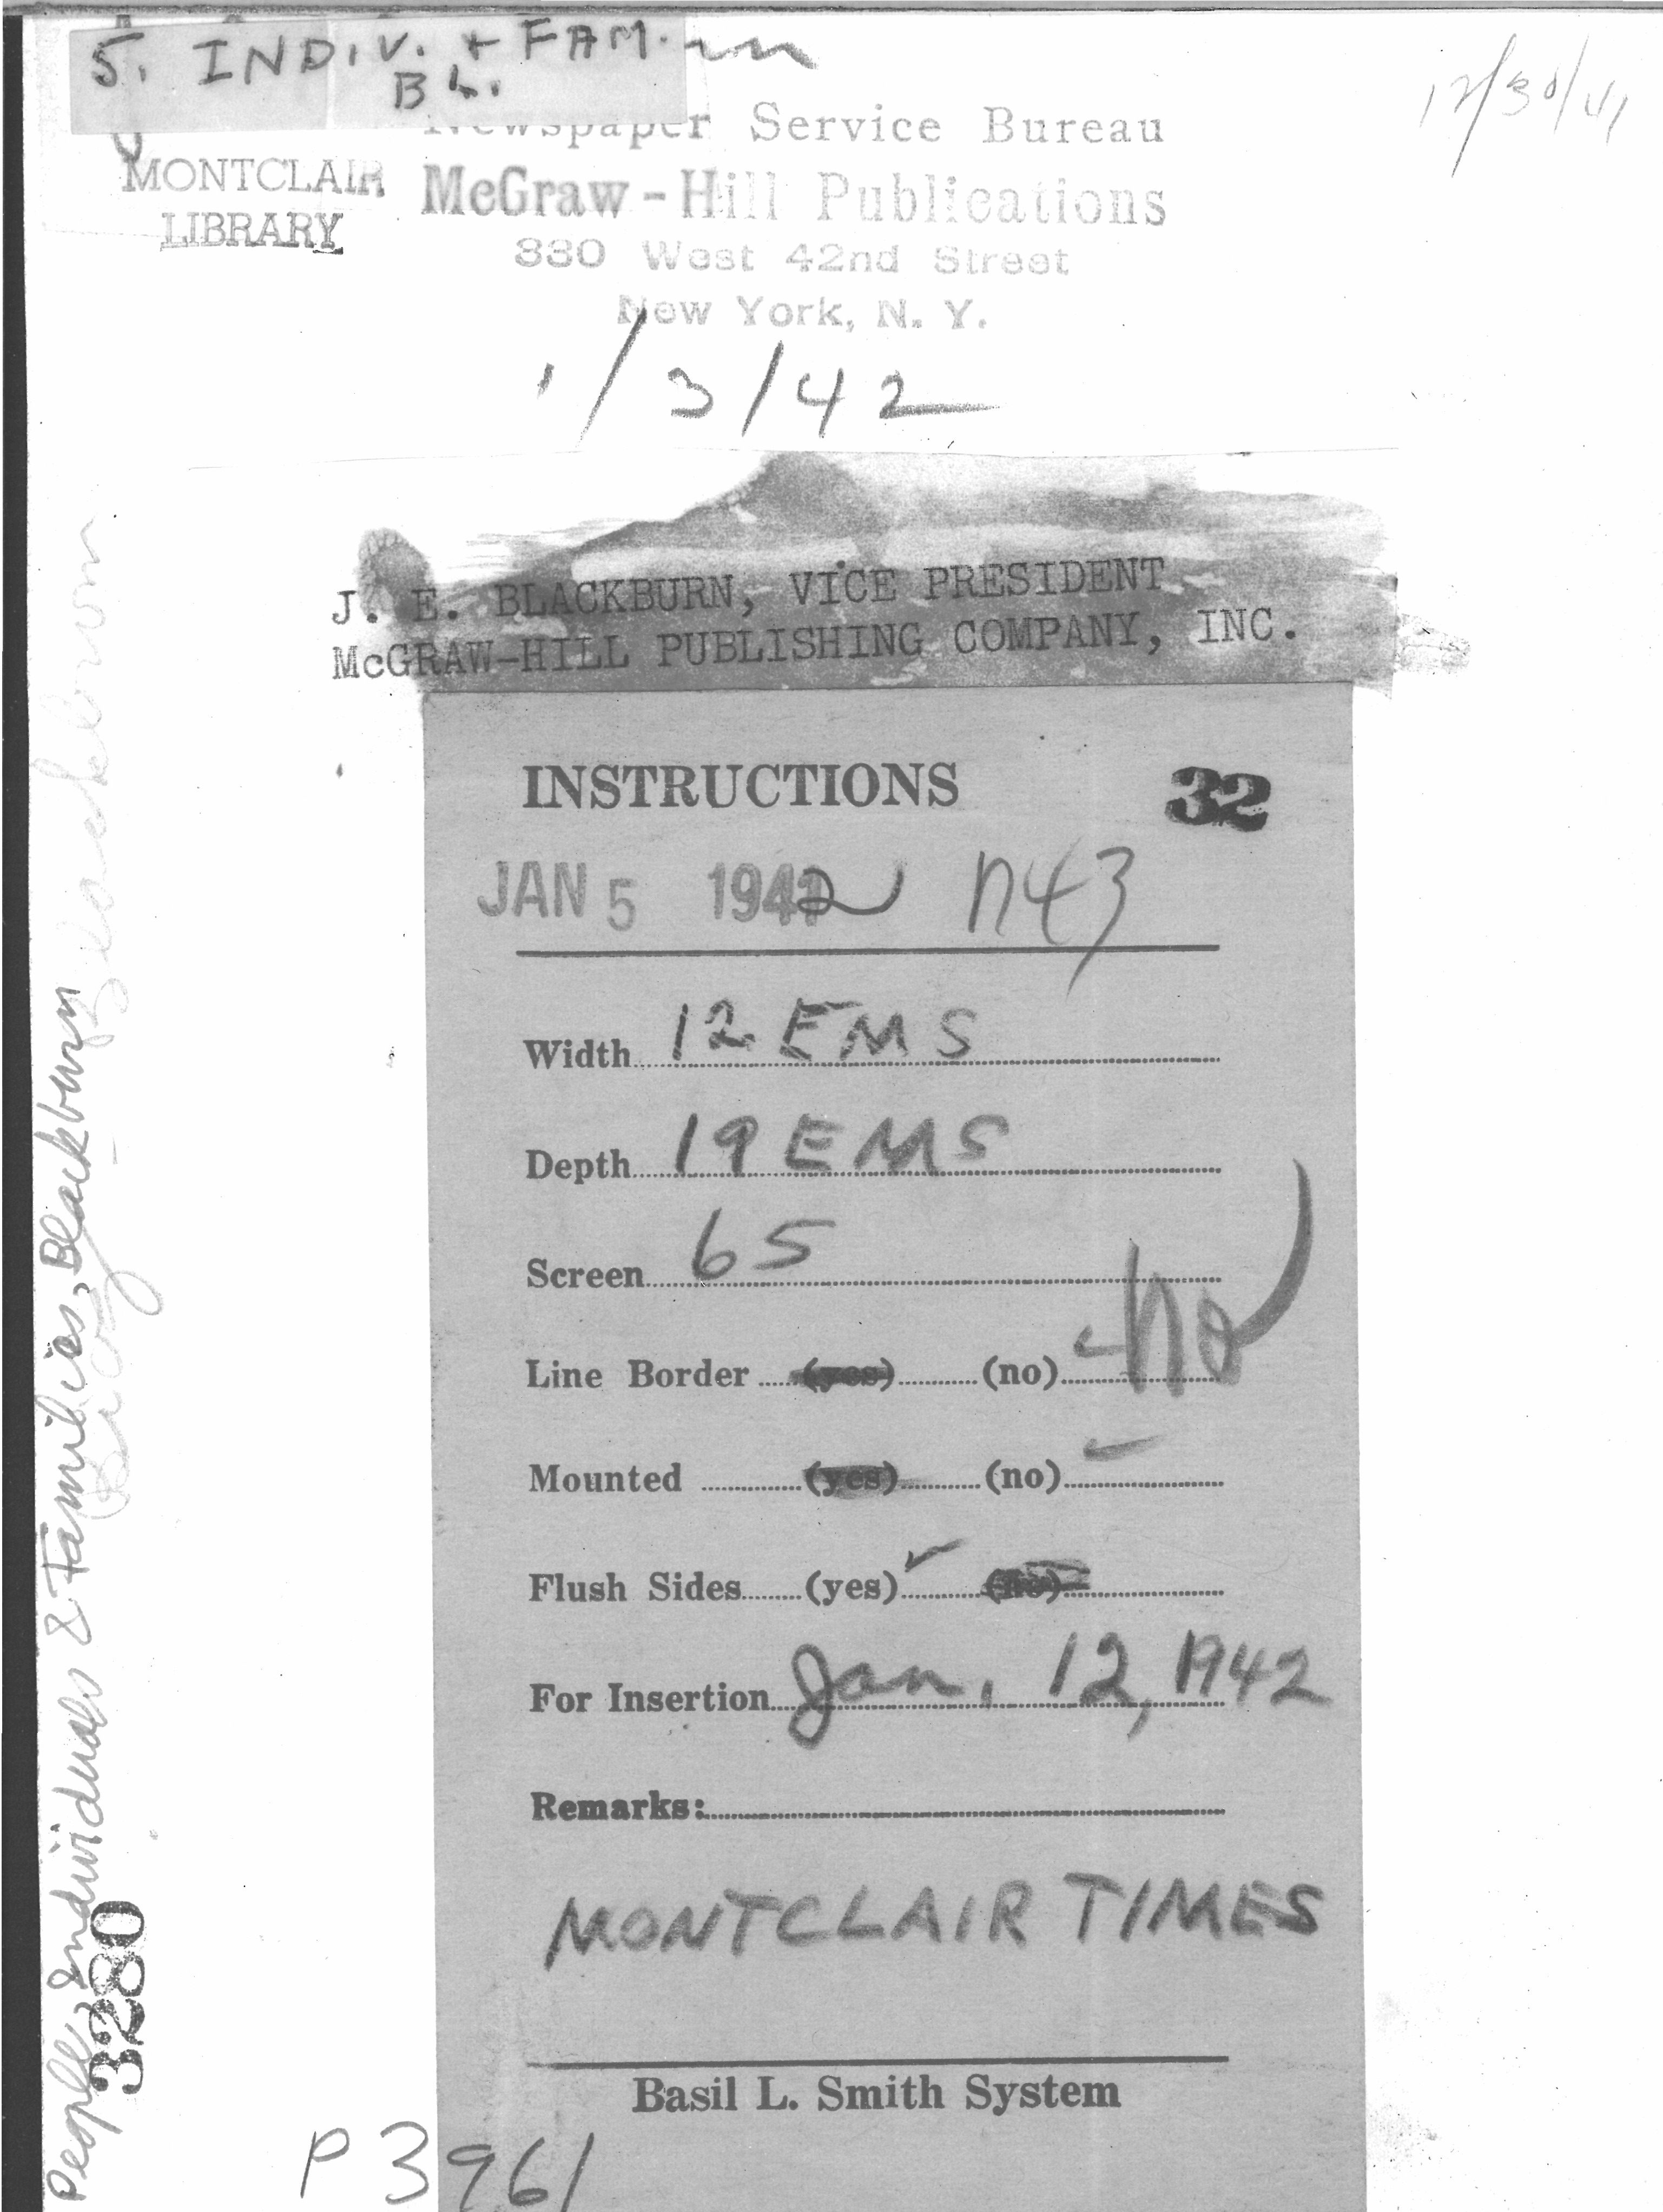 5. INDIV. + FAM.
BL.
12/30/41
Newspaper Service Bureau
MONTCLAIR
LIBRARY
McGraw-Hill Publications
330 West 42nd Street
New York, N. Y.
1/3/42
J. E. BLACKBURN, VICE PRESIDENT
McGRAW-HILL PUBLISHING COMPANY, INC.
INSTRUCTIONS 32
JAN 5 1942 n43
Width 12 EMS
Depth 19 EMS
Screen 65
Line Border (yes) (no) no
Mounted (yes) (no)
Flush Sides (yes) (no)
For Insertion Jan. 12, 1942
Remarks:
MONTCLAIR TIMES
Basil L. Smith System
P 3961
People, Individuals & Families, Blackburn
Blackburn
3280